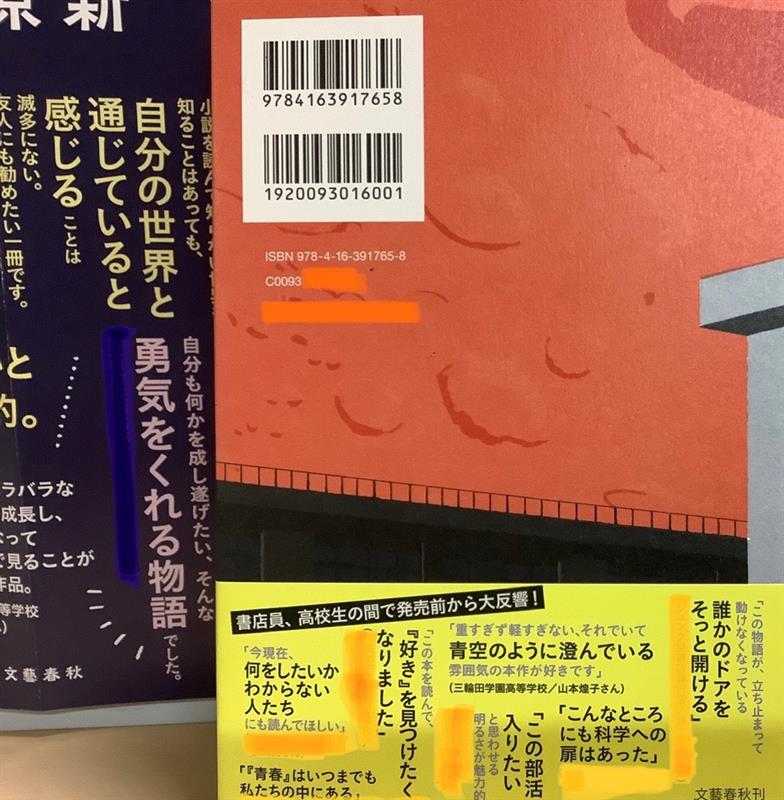 新
知ることはあっても、
自分の世界と
通じていると
感じることは
滅多にない。
友人にも勧めたい一冊です。
自分も何かを成し遂げたい、そんな
勇気をくれる物語でした。
と
的。
ラバラな
成長し、
なって
で見ることが
作品。
等学校
文藝春秋
9784163917658
1920093016001
ISBN 978-4-16-391765-8
C0093
書店員、高校生の間で発売前から大反響!
「この物語が、立ち止まって
動けなくなっている
誰かのドアを
そっと開ける」
「重すぎず軽すぎない、それでいて
青空のように澄んでいる
雰囲気の本作が好きです」
(三輪田学園高等学校/山本煌子さん)
「こんなところ
にも科学への
扉はあった」
「この部活
入りたい
と思わせる
明るさが魅力的
「この本を読んで、
『好き』を見つけたく
なりました」
「今現在、
何をしたいか
わからない
人たち
にも読んでほしい」
「『青春』はいつまでも
私たちの中にある!
文藝春秋刊